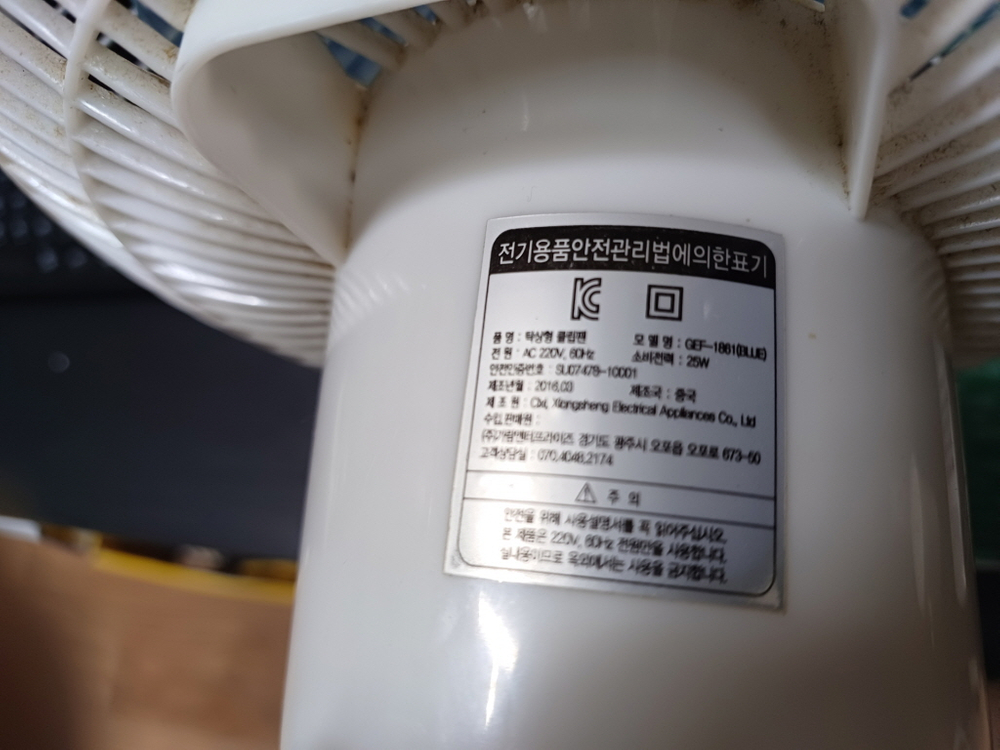 전기용품안전관리법에의한표기
품 명 : 탁상형 클립팬 모 델 명 : GEF-1861(BLUE)
전 원 : AC 220V, 60Hz 소비전력 : 25W
안전인증번호 : SU07478-10001
제조년월 : 2016.03 제조국 : 중국
제 조 원 : Cixi, Xiongsheng Electrical Appliances Co., Ltd
수입 판매원 :
(주)가람엔터프라이즈 경기도 광주시 오포읍 오포로 673-60
고객상담실 : 070.4048.2174
주 의
안전을 위해 사용설명서를 꼭 읽어주십시오.
본 제품은 220V, 60Hz 전원만을 사용합니다.
실내용이므로 옥외에서는 사용을 금지합니다.